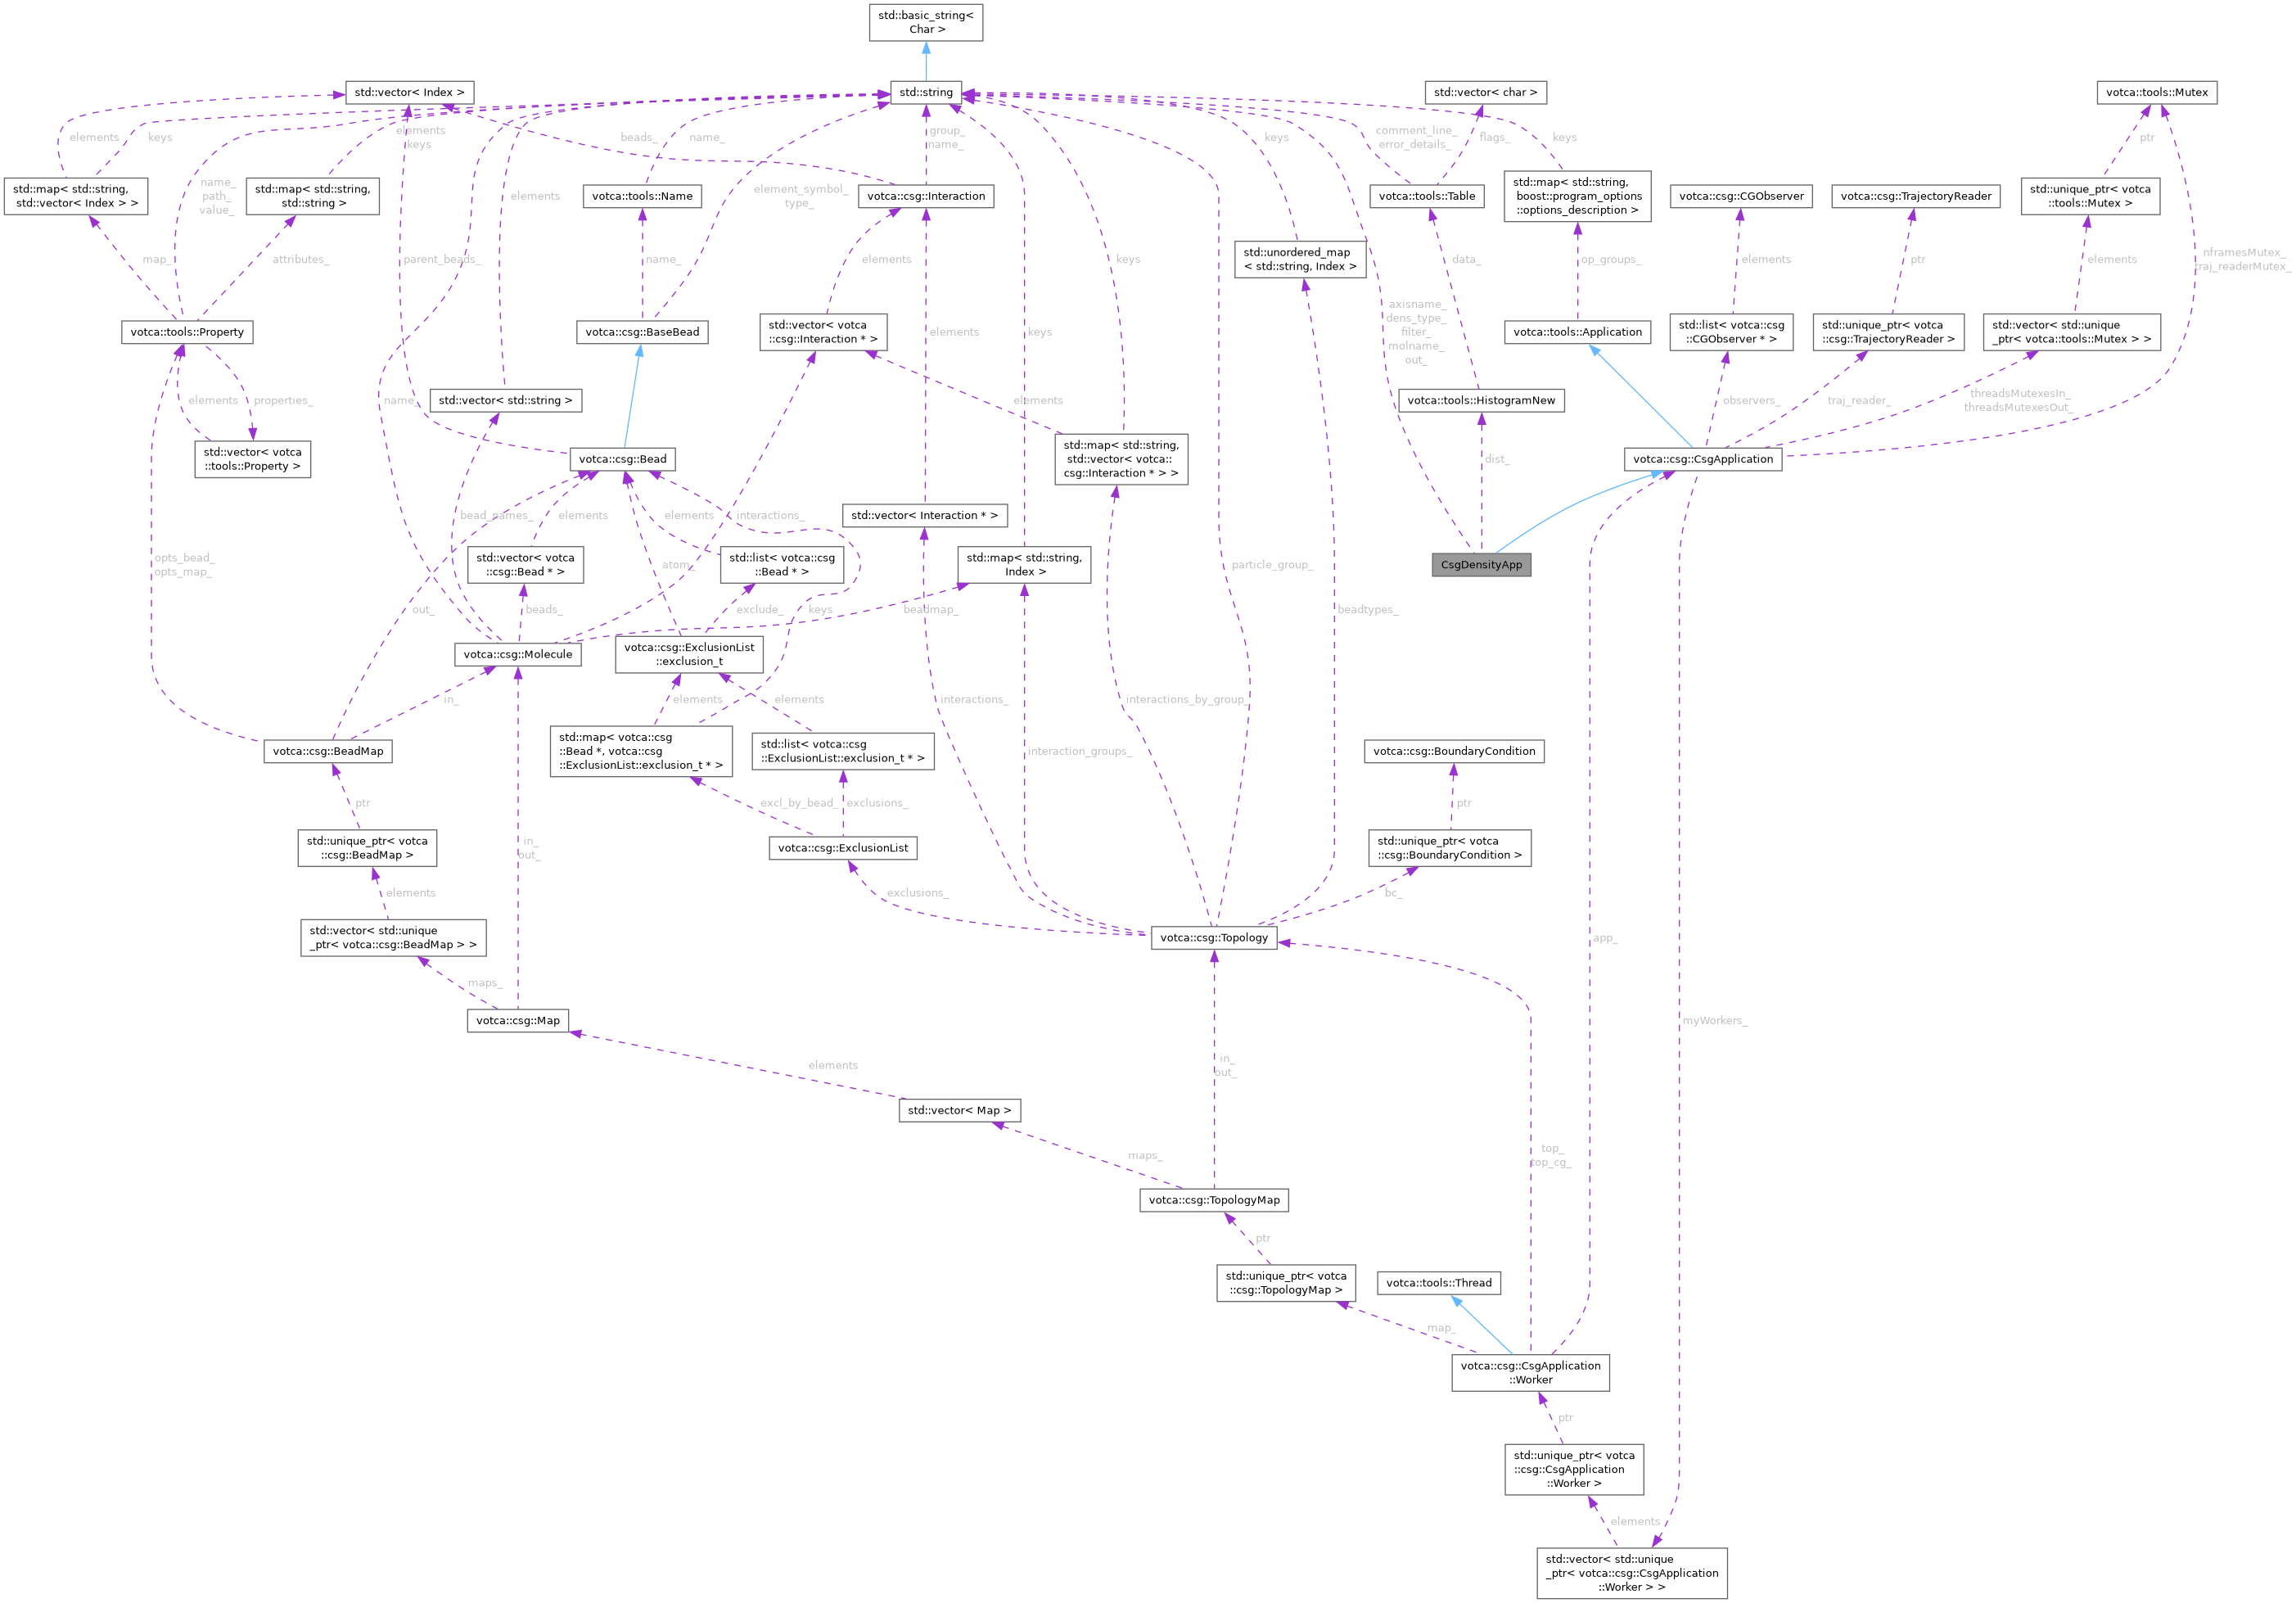 std::basic_string<
Char >
std::vector< Index >
std::string
std::vector< char >
votca::tools::Mutex
elements
keys
elements
keys
beads_
name_
group_
name_
keys
comment_line_
error_details_
flags_
keys
ptr
std::map< std::string,
std::vector< Index > >
name_
path_
value_
std::map< std::string,
std::string >
elements
votca::tools::Name
element_symbol_
type_
votca::csg::Interaction
votca::tools::Table
std::map< std::string,
boost::program_options
::options_description >
votca::csg::CGObserver
votca::csg::TrajectoryReader
std::unique_ptr< votca
::tools::Mutex >
map_
attributes_
parent_beads_
name_
elements
keys
std::unordered_map
< std::string, Index >
data_
op_groups_
elements
ptr
elements
nframesMutex_
traj_readerMutex_
votca::tools::Property
votca::csg::BaseBead
std::vector< votca
::csg::Interaction * >
elements
keys
axisname_
dens_type_
filter_
molname_
out_
votca::tools::Application
std::list< votca::csg
::CGObserver * >
std::unique_ptr< votca
::csg::TrajectoryReader >
std::vector< std::unique
_ptr< votca::tools::Mutex > >
elements
properties_
name_
std::vector< std::string >
elements
votca::tools::HistogramNew
observers_
traj_reader_
threadsMutexesIn_
threadsMutexesOut_
std::vector< votca
::tools::Property >
votca::csg::Bead
std::map< std::string,
std::vector< votca::
csg::Interaction * > >
dist_
votca::csg::CsgApplication
bead_names_
elements
elements
interactions_
std::vector< Interaction * >
opts_bead_
opts_map_
std::vector< votca
::csg::Bead * >
atom_
std::list< votca::csg
::Bead * >
std::map< std::string,
Index >
particle_group_
CsgDensityApp
out_
beads_
exclude_
keys
beadmap_
beadtypes_
votca::csg::Molecule
votca::csg::ExclusionList
::exclusion_t
in_
elements
elements
interactions_
interactions_by_group_
votca::csg::BeadMap
std::map< votca::csg
::Bead *, votca::csg
::ExclusionList::exclusion_t * >
std::list< votca::csg
::ExclusionList::exclusion_t * >
interaction_groups_
votca::csg::BoundaryCondition
ptr
excl_by_bead_
exclusions_
ptr
std::unique_ptr< votca
::csg::BeadMap >
in_
out_
votca::csg::ExclusionList
std::unique_ptr< votca
::csg::BoundaryCondition >
elements
exclusions_
bc_
std::vector< std::unique
_ptr< votca::csg::BeadMap > >
votca::csg::Topology
app_
maps_
votca::csg::Map
myWorkers_
elements
in_
out_
std::vector< Map >
maps_
top_
top_cg_
votca::csg::TopologyMap
ptr
std::unique_ptr< votca
::csg::TopologyMap >
votca::tools::Thread
map_
votca::csg::CsgApplication
::Worker
ptr
std::unique_ptr< votca
::csg::CsgApplication
::Worker >
elements
std::vector< std::unique
_ptr< votca::csg::CsgApplication
::Worker > >